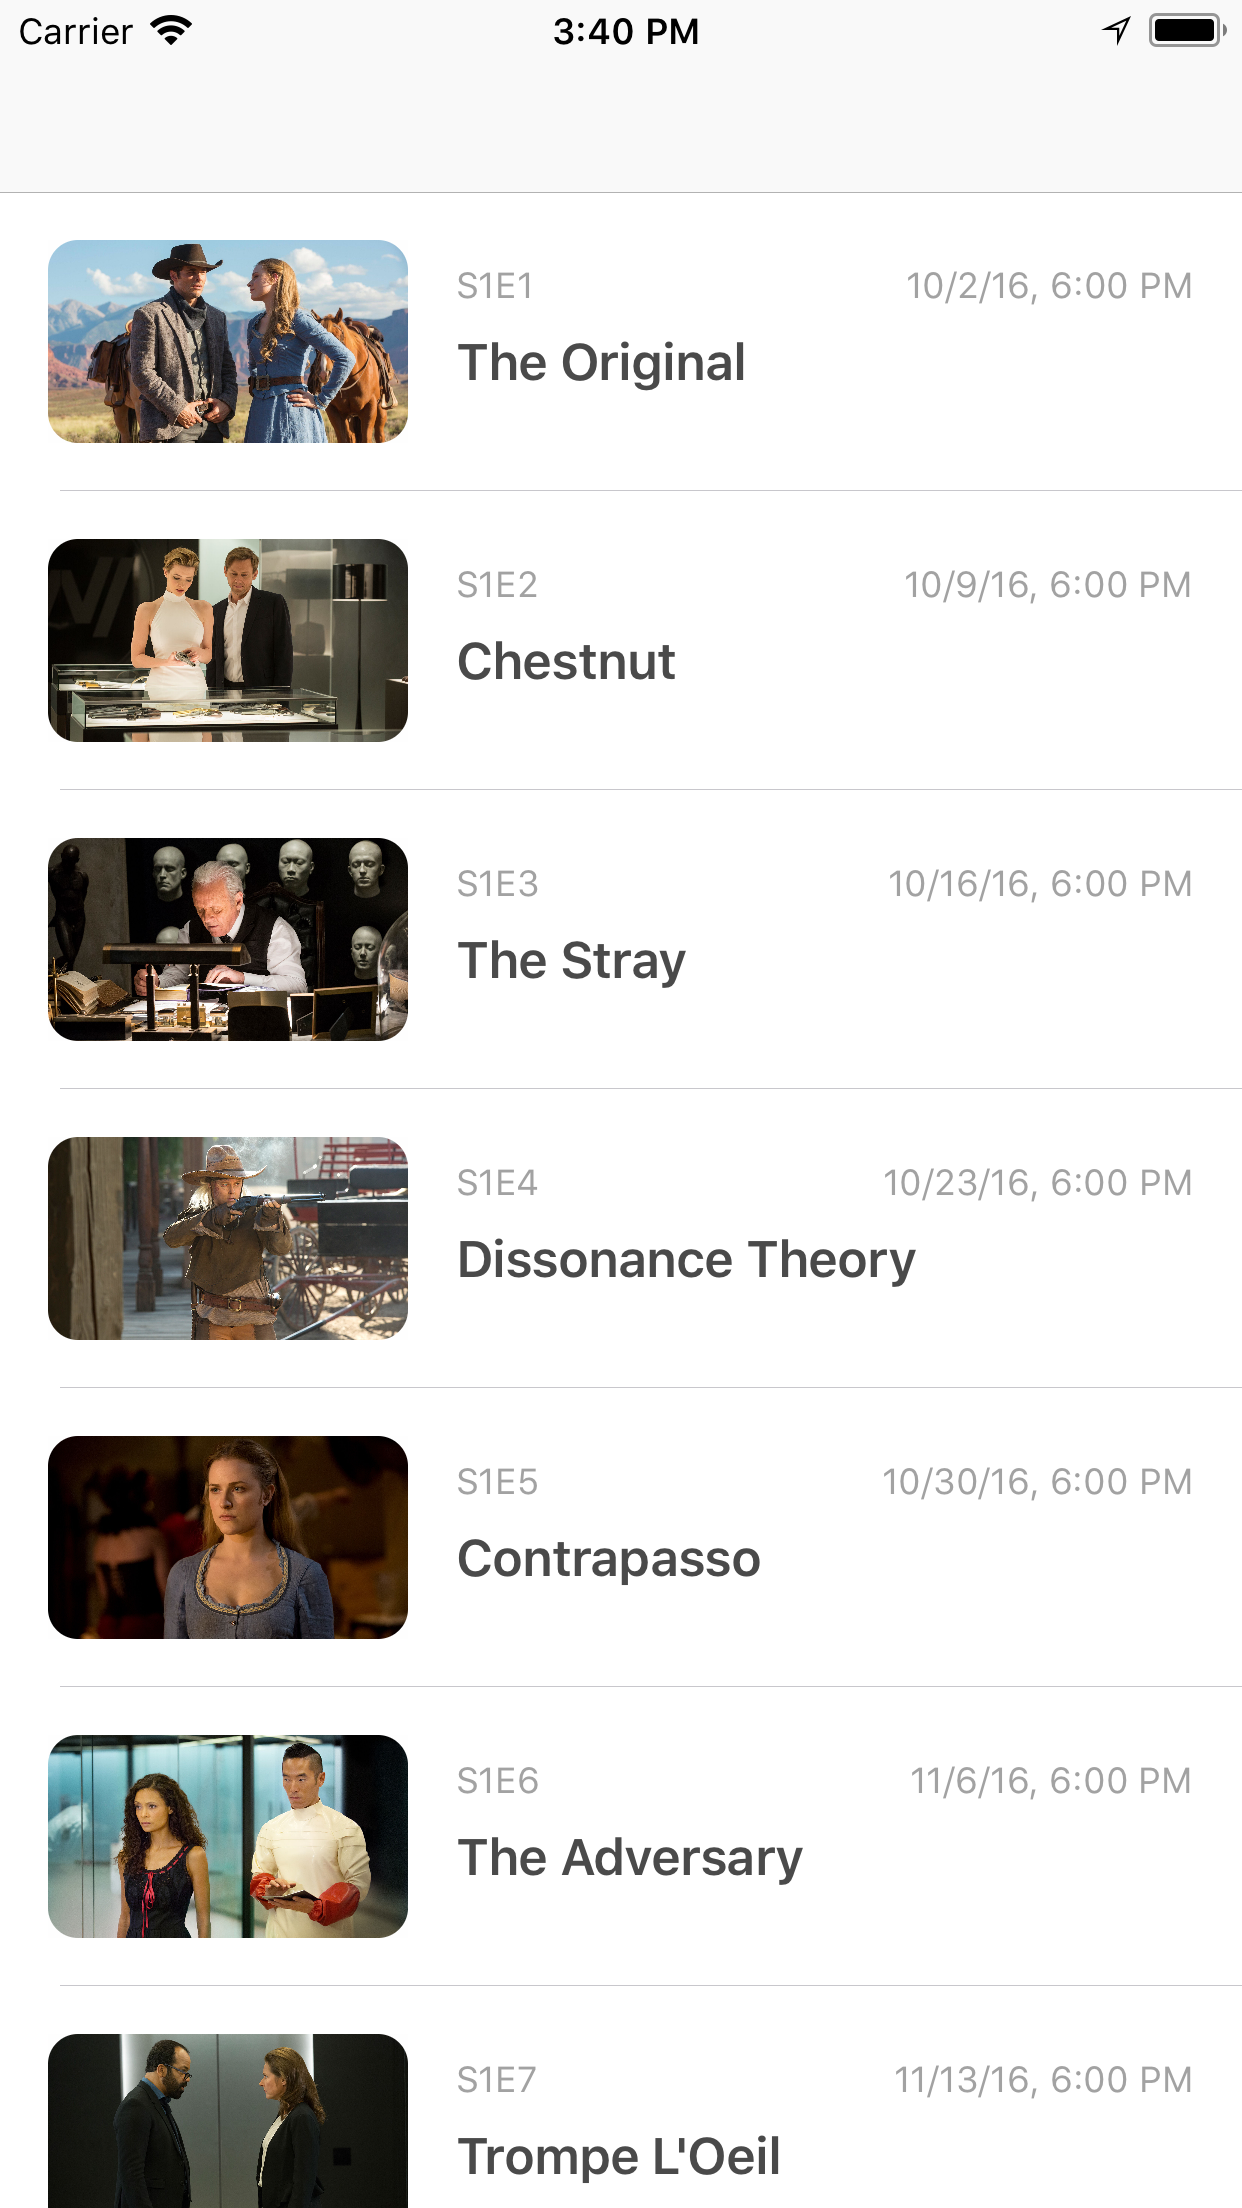 Carrier 3:40 PM
S1E1 10/2/16, 6:00 PM
The Original
S1E2 10/9/16, 6:00 PM
Chestnut
S1E3 10/16/16, 6:00 PM
The Stray
S1E4 10/23/16, 6:00 PM
Dissonance Theory
S1E5 10/30/16, 6:00 PM
Contrapasso
S1E6 11/6/16, 6:00 PM
The Adversary
S1E7 11/13/16, 6:00 PM
Trompe L'Oeil